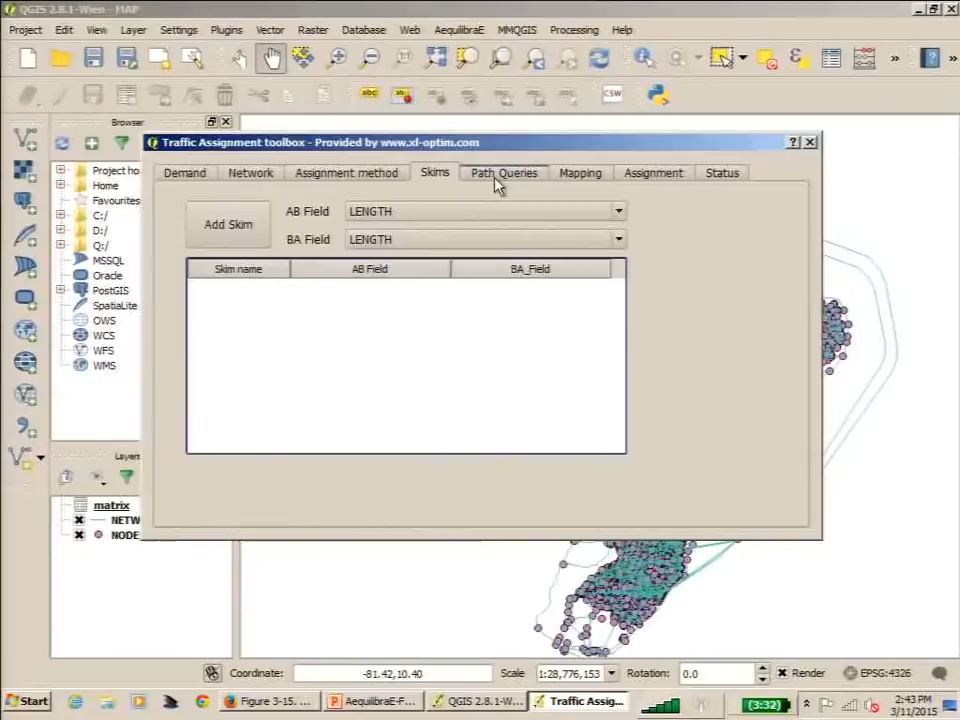 QGIS 2.8.1-Wien - MAP
Project Edit View Layer Settings Plugins Vector Raster Database Web AequilibraE MMQGIS Processing Help
abc abc CSW
Browser
Traffic Assignment toolbox - Provided by www.xl-optim.com
Demand Network Assignment method Skims Path Queries Mapping Assignment Status
Add Skim
AB Field LENGTH
BA Field LENGTH
Skim name AB Field BA_Field
Project ho
Home
Favourites
C:/
D:/
Q:/
MSSQL
Oracle
PostGIS
SpatiaLite
OWS
WCS
WFS
WMS
Layers
matrix
NETW
NODE
Coordinate: -81.42,10.40 Scale 1:28,776,153 Rotation: 0.0 Render EPSG:4326
Start Figure 3-15. ... AequilibraE-F... QGIS 2.8.1-W... Traffic Assig... (3:32) 2:43 PM
3/11/2015